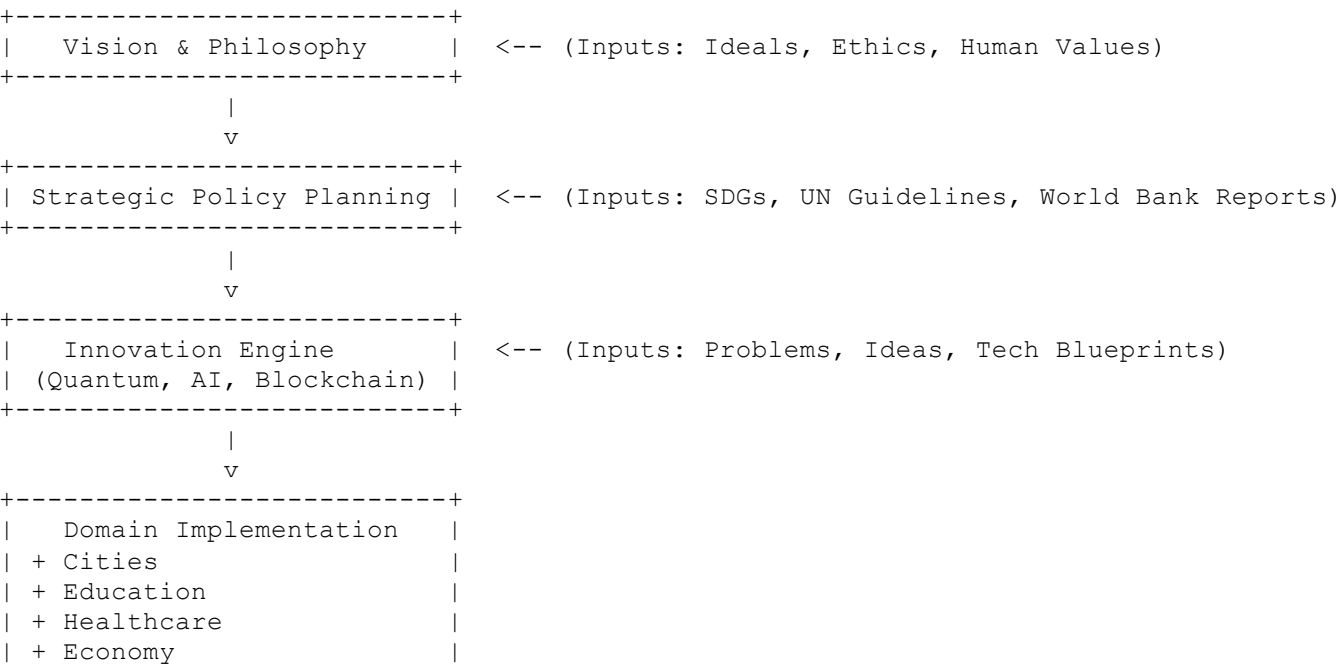 +---------------------------+
|   Vision & Philosophy     |  <-- (Inputs: Ideals, Ethics, Human Values)
+---------------------------+
              |
              v
+---------------------------+
| Strategic Policy Planning |  <-- (Inputs: SDGs, UN Guidelines, World Bank Reports)
+---------------------------+
              |
              v
+---------------------------+
|   Innovation Engine       |  <-- (Inputs: Problems, Ideas, Tech Blueprints)
| (Quantum, AI, Blockchain) |
+---------------------------+
              |
              v
+---------------------------+
|   Domain Implementation   |
| + Cities                  |
| + Education               |
| + Healthcare              |
| + Economy                 |